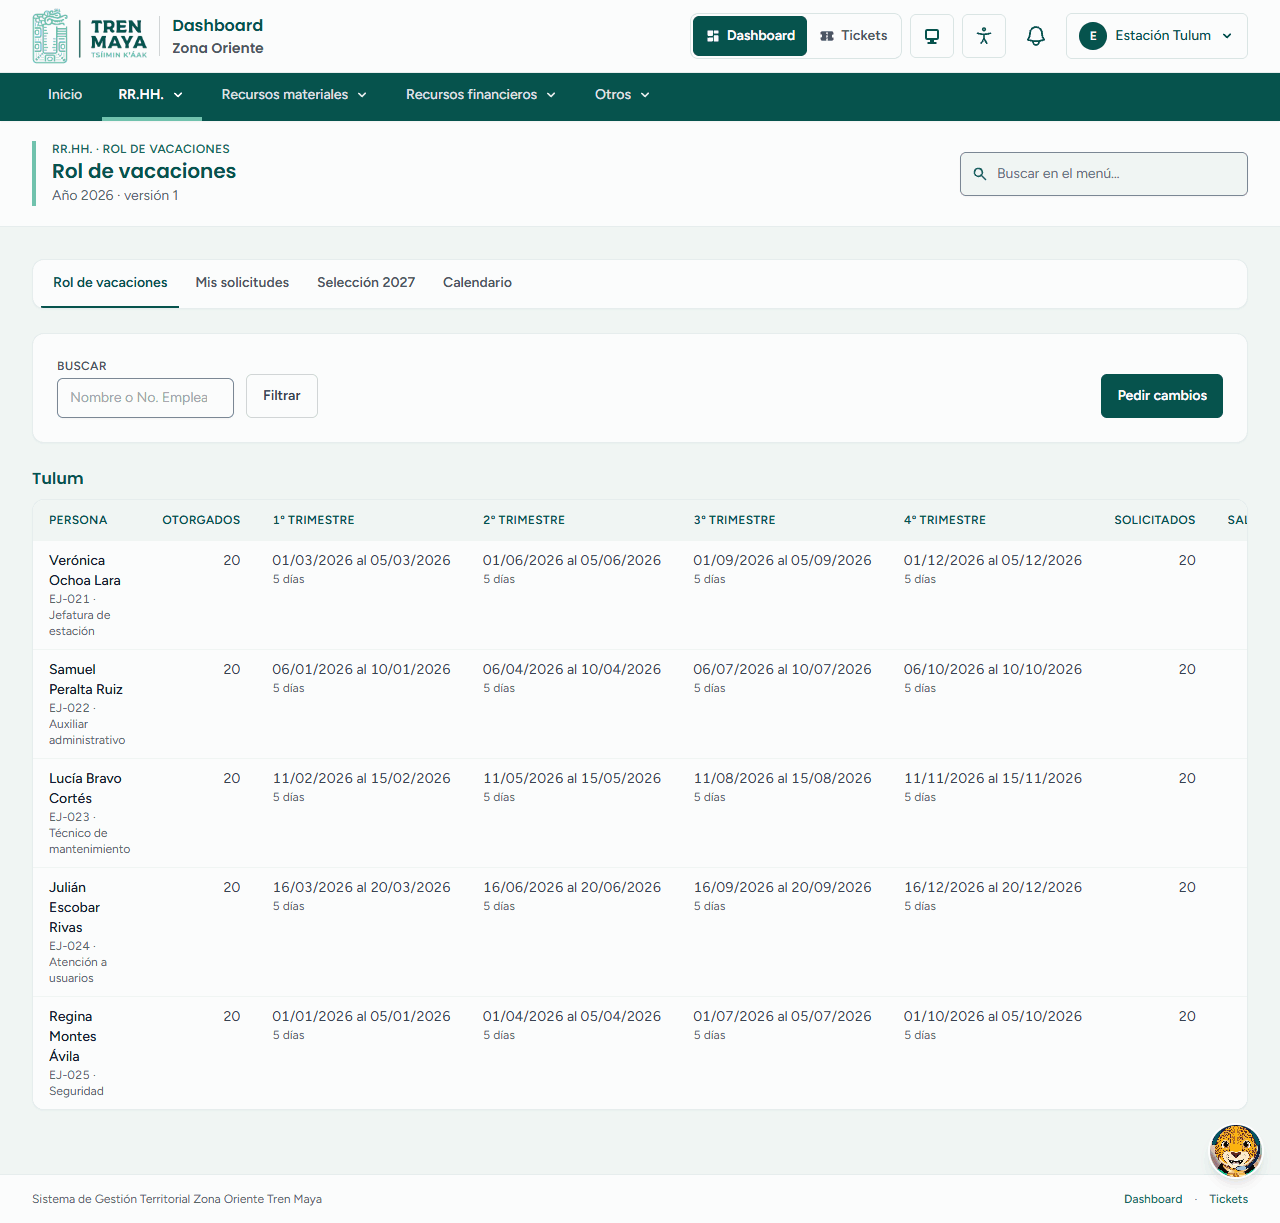 TREN
MAYA
TSÍIMIN K'ÁAK
Dashboard
Zona Oriente
Dashboard
Tickets
E
Estación Tulum
Inicio
RR.HH.
Recursos materiales
Recursos financieros
Otros
RR.HH. · ROL DE VACACIONES
Rol de vacaciones
Año 2026 · versión 1
Buscar en el menú...
Rol de vacaciones
Mis solicitudes
Selección 2027
Calendario
BUSCAR
Nombre o No. Emplea
Filtrar
Pedir cambios
Tulum
PERSONA OTORGADOS 1° TRIMESTRE 2° TRIMESTRE 3° TRIMESTRE 4° TRIMESTRE SOLICITADOS SAL
Verónica 20 01/03/2026 al 05/03/2026 01/06/2026 al 05/06/2026 01/09/2026 al 05/09/2026 01/12/2026 al 05/12/2026 20
Ochoa Lara 5 días 5 días 5 días 5 días
EJ-021 ·
Jefatura de
estación
Samuel 20 06/01/2026 al 10/01/2026 06/04/2026 al 10/04/2026 06/07/2026 al 10/07/2026 06/10/2026 al 10/10/2026 20
Peralta Ruiz 5 días 5 días 5 días 5 días
EJ-022 ·
Auxiliar
administrativo
Lucía Bravo 20 11/02/2026 al 15/02/2026 11/05/2026 al 15/05/2026 11/08/2026 al 15/08/2026 11/11/2026 al 15/11/2026 20
Cortés 5 días 5 días 5 días 5 días
EJ-023 ·
Técnico de
mantenimiento
Julián 20 16/03/2026 al 20/03/2026 16/06/2026 al 20/06/2026 16/09/2026 al 20/09/2026 16/12/2026 al 20/12/2026 20
Escobar 5 días 5 días 5 días 5 días
Rivas
EJ-024 ·
Atención a
usuarios
Regina 20 01/01/2026 al 05/01/2026 01/04/2026 al 05/04/2026 01/07/2026 al 05/07/2026 01/10/2026 al 05/10/2026 20
Montes 5 días 5 días 5 días 5 días
Ávila
EJ-025 ·
Seguridad
Sistema de Gestión Territorial Zona Oriente Tren Maya
Dashboard · Tickets